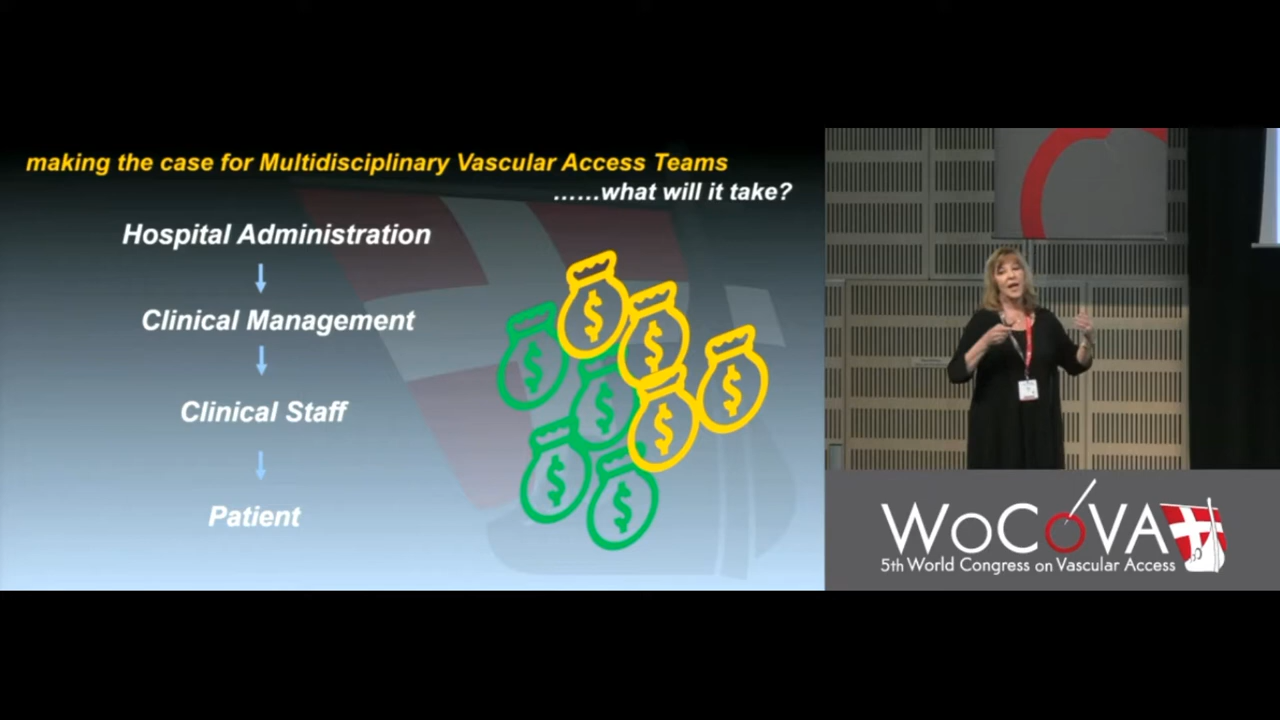 making the case for Multidisciplinary Vascular Access Teams
......what will it take?
Hospital Administration
Clinical Management
Clinical Staff
Patient
$
$
$
$
$
$
$
$
WoCoVA
5th World Congress on Vascular Access